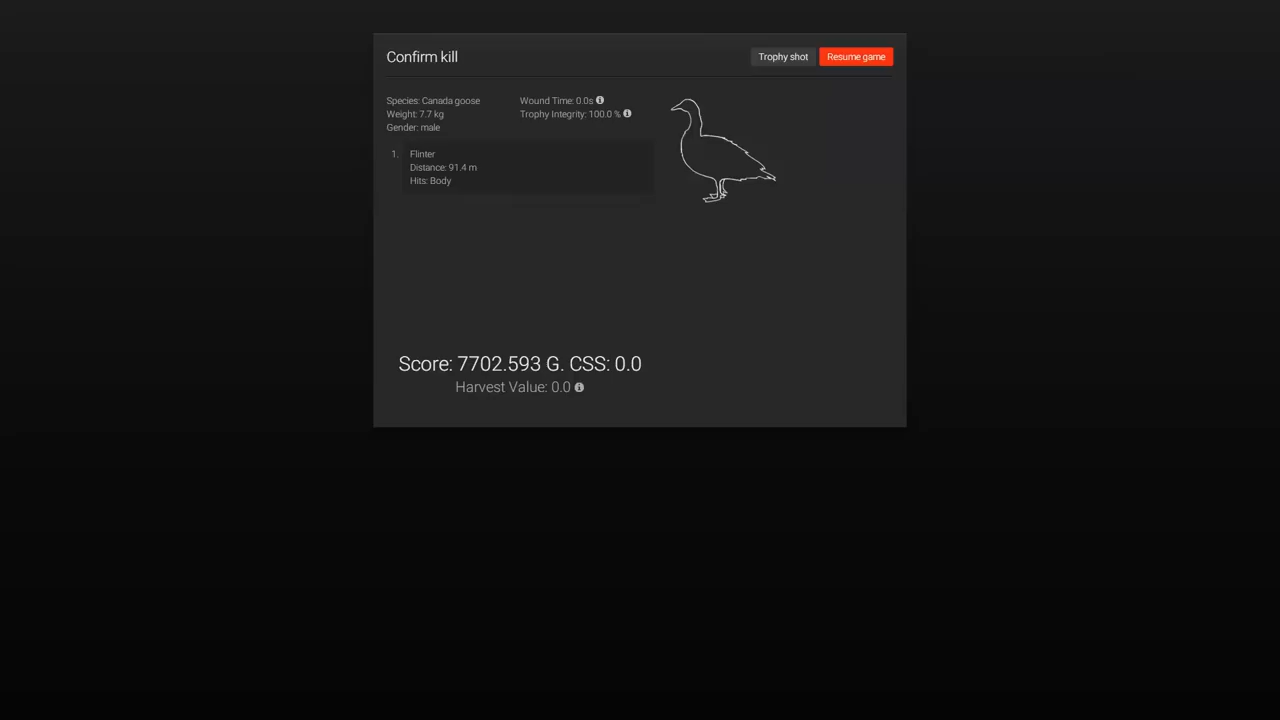 Confirm kill
Trophy shot
Resume game
Species: Canada goose
Weight: 7.7 kg
Gender: male
Wound Time: 0.0s
Trophy Integrity: 100.0 %
1.
Flinter
Distance: 91.4 m
Hits: Body
Score: 7702.593 G. CSS: 0.0
Harvest Value: 0.0